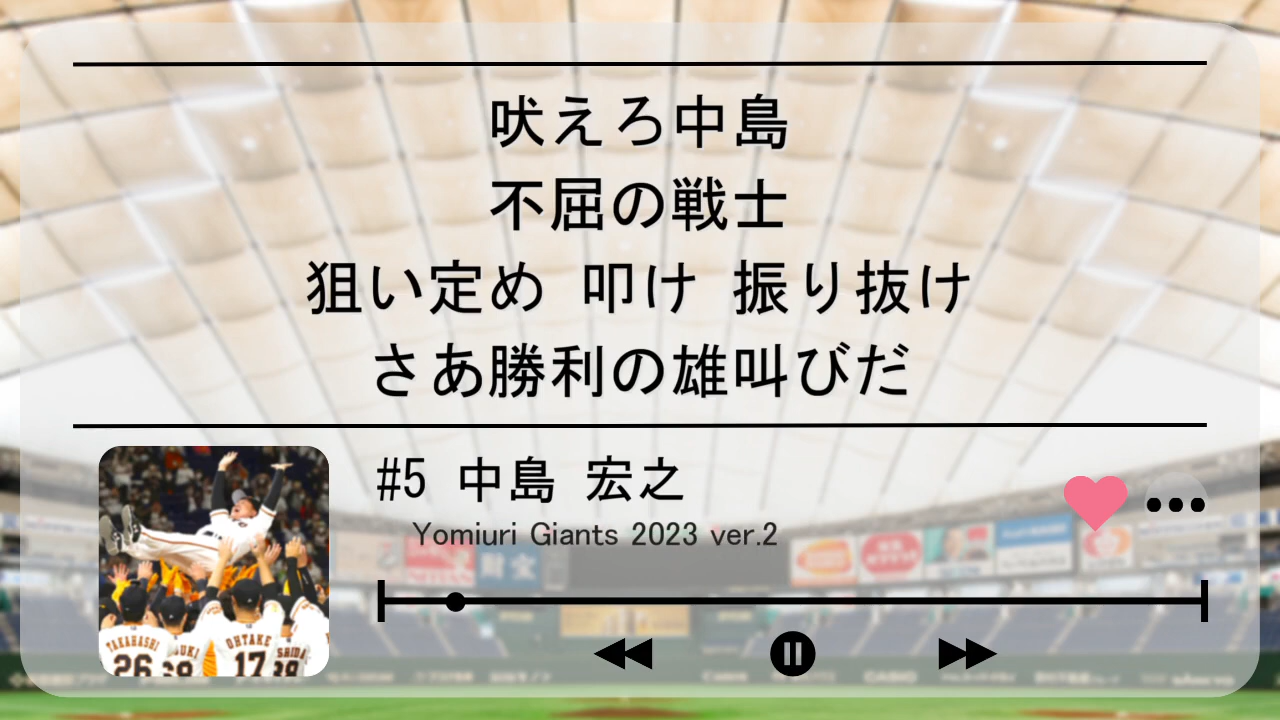 吠えろ中島
不屈の戦士
狙い定め 叩け 振り抜け
さあ勝利の雄叫びだ
#5 中島 宏之
Yomiuri Giants 2023 ver.2
TAKAHASHI
26
OHTAKE
17
38